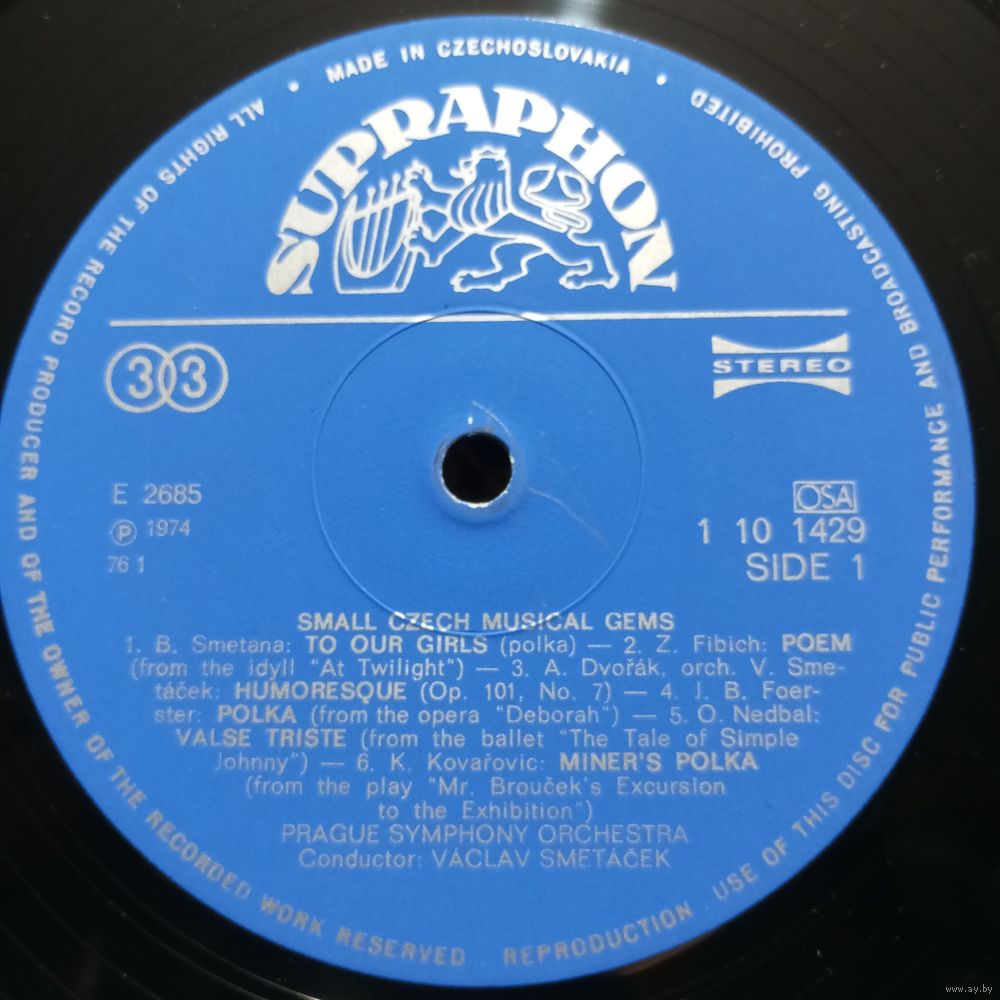 MADE IN CZECHOSLOVAKIA
ALL RIGHTS OF THE RECORD PRODUCER AND OF THE OWNER OF THE RECORDED WORK RESERVED
REPRODUCTION, USE OF THIS DISC FOR PUBLIC PERFORMANCE AND BROADCASTING PROHIBITED
SUPRAPHON
33
STEREO
E 2685
℗ 1974
76 1
OSA
1 10 1429
SIDE 1
SMALL CZECH MUSICAL GEMS
1. B. Smetana: TO OUR GIRLS (polka) — 2. Z. Fibich: POEM
(from the idyll "At Twilight") — 3. A. Dvořák, orch. V. Sme-
táček: HUMORESQUE (Op. 101, No. 7) — 4. J. B. Foer-
ster: POLKA (from the opera "Deborah") — 5. O. Nedbal:
VALSE TRISTE (from the ballet "The Tale of Simple
Johnny") — 6. K. Kovařovic: MINER'S POLKA
(from the play "Mr. Brouček's Excursion
to the Exhibition")
PRAGUE SYMPHONY ORCHESTRA
Conductor: VÁCLAV SMETÁČEK
www.ay.by